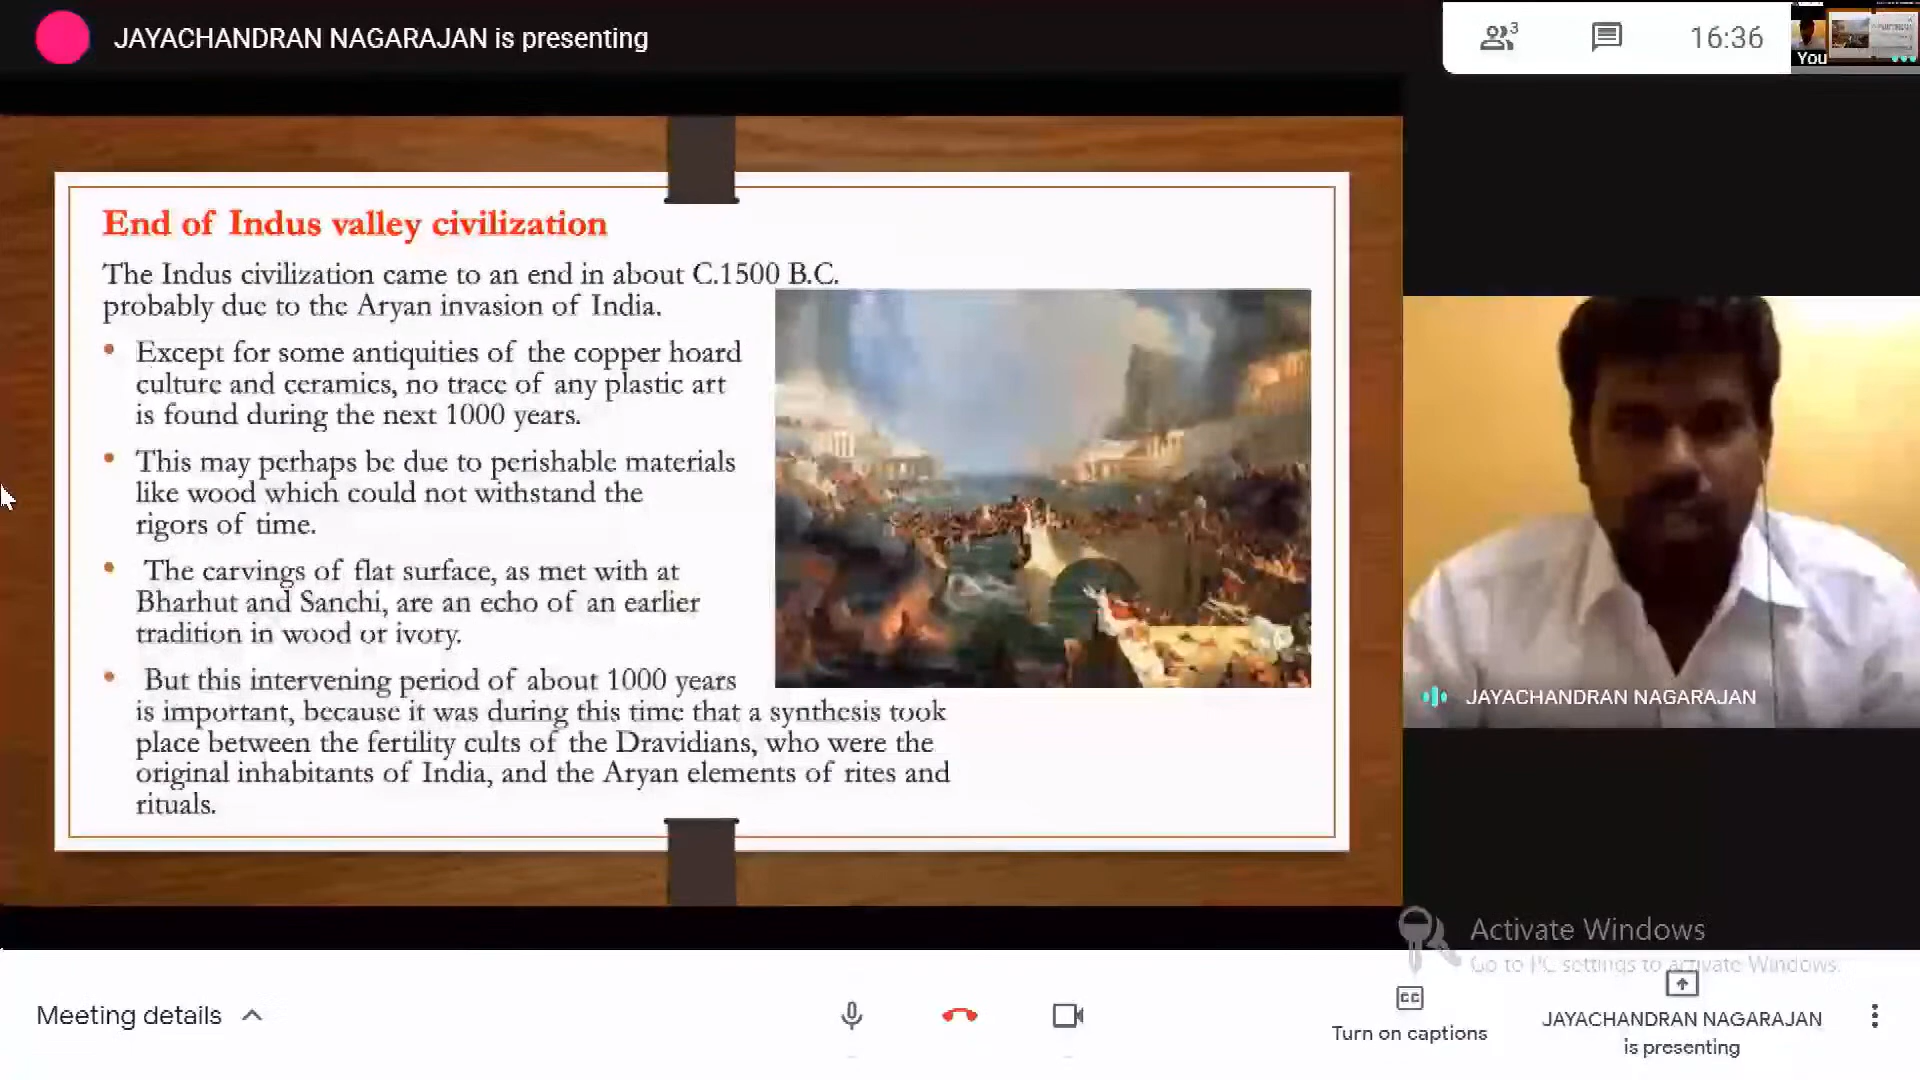 JAYACHANDRAN NAGARAJAN is presenting
3
16:36
You
End of Indus valley civilization
The Indus civilization came to an end in about C.1500 B.C.
probably due to the Aryan invasion of India.
• Except for some antiquities of the copper hoard
culture and ceramics, no trace of any plastic art
is found during the next 1000 years.
• This may perhaps be due to perishable materials
like wood which could not withstand the
rigors of time.
• The carvings of flat surface, as met with at
Bharhut and Sanchi, are an echo of an earlier
tradition in wood or ivory.
• But this intervening period of about 1000 years
is important, because it was during this time that a synthesis took
place between the fertility cults of the Dravidians, who were the
original inhabitants of India, and the Aryan elements of rites and
rituals.
JAYACHANDRAN NAGARAJAN
Activate Windows
Go to PC settings to activate Windows.
Meeting details
CC
Turn on captions
JAYACHANDRAN NAGARAJAN
is presenting